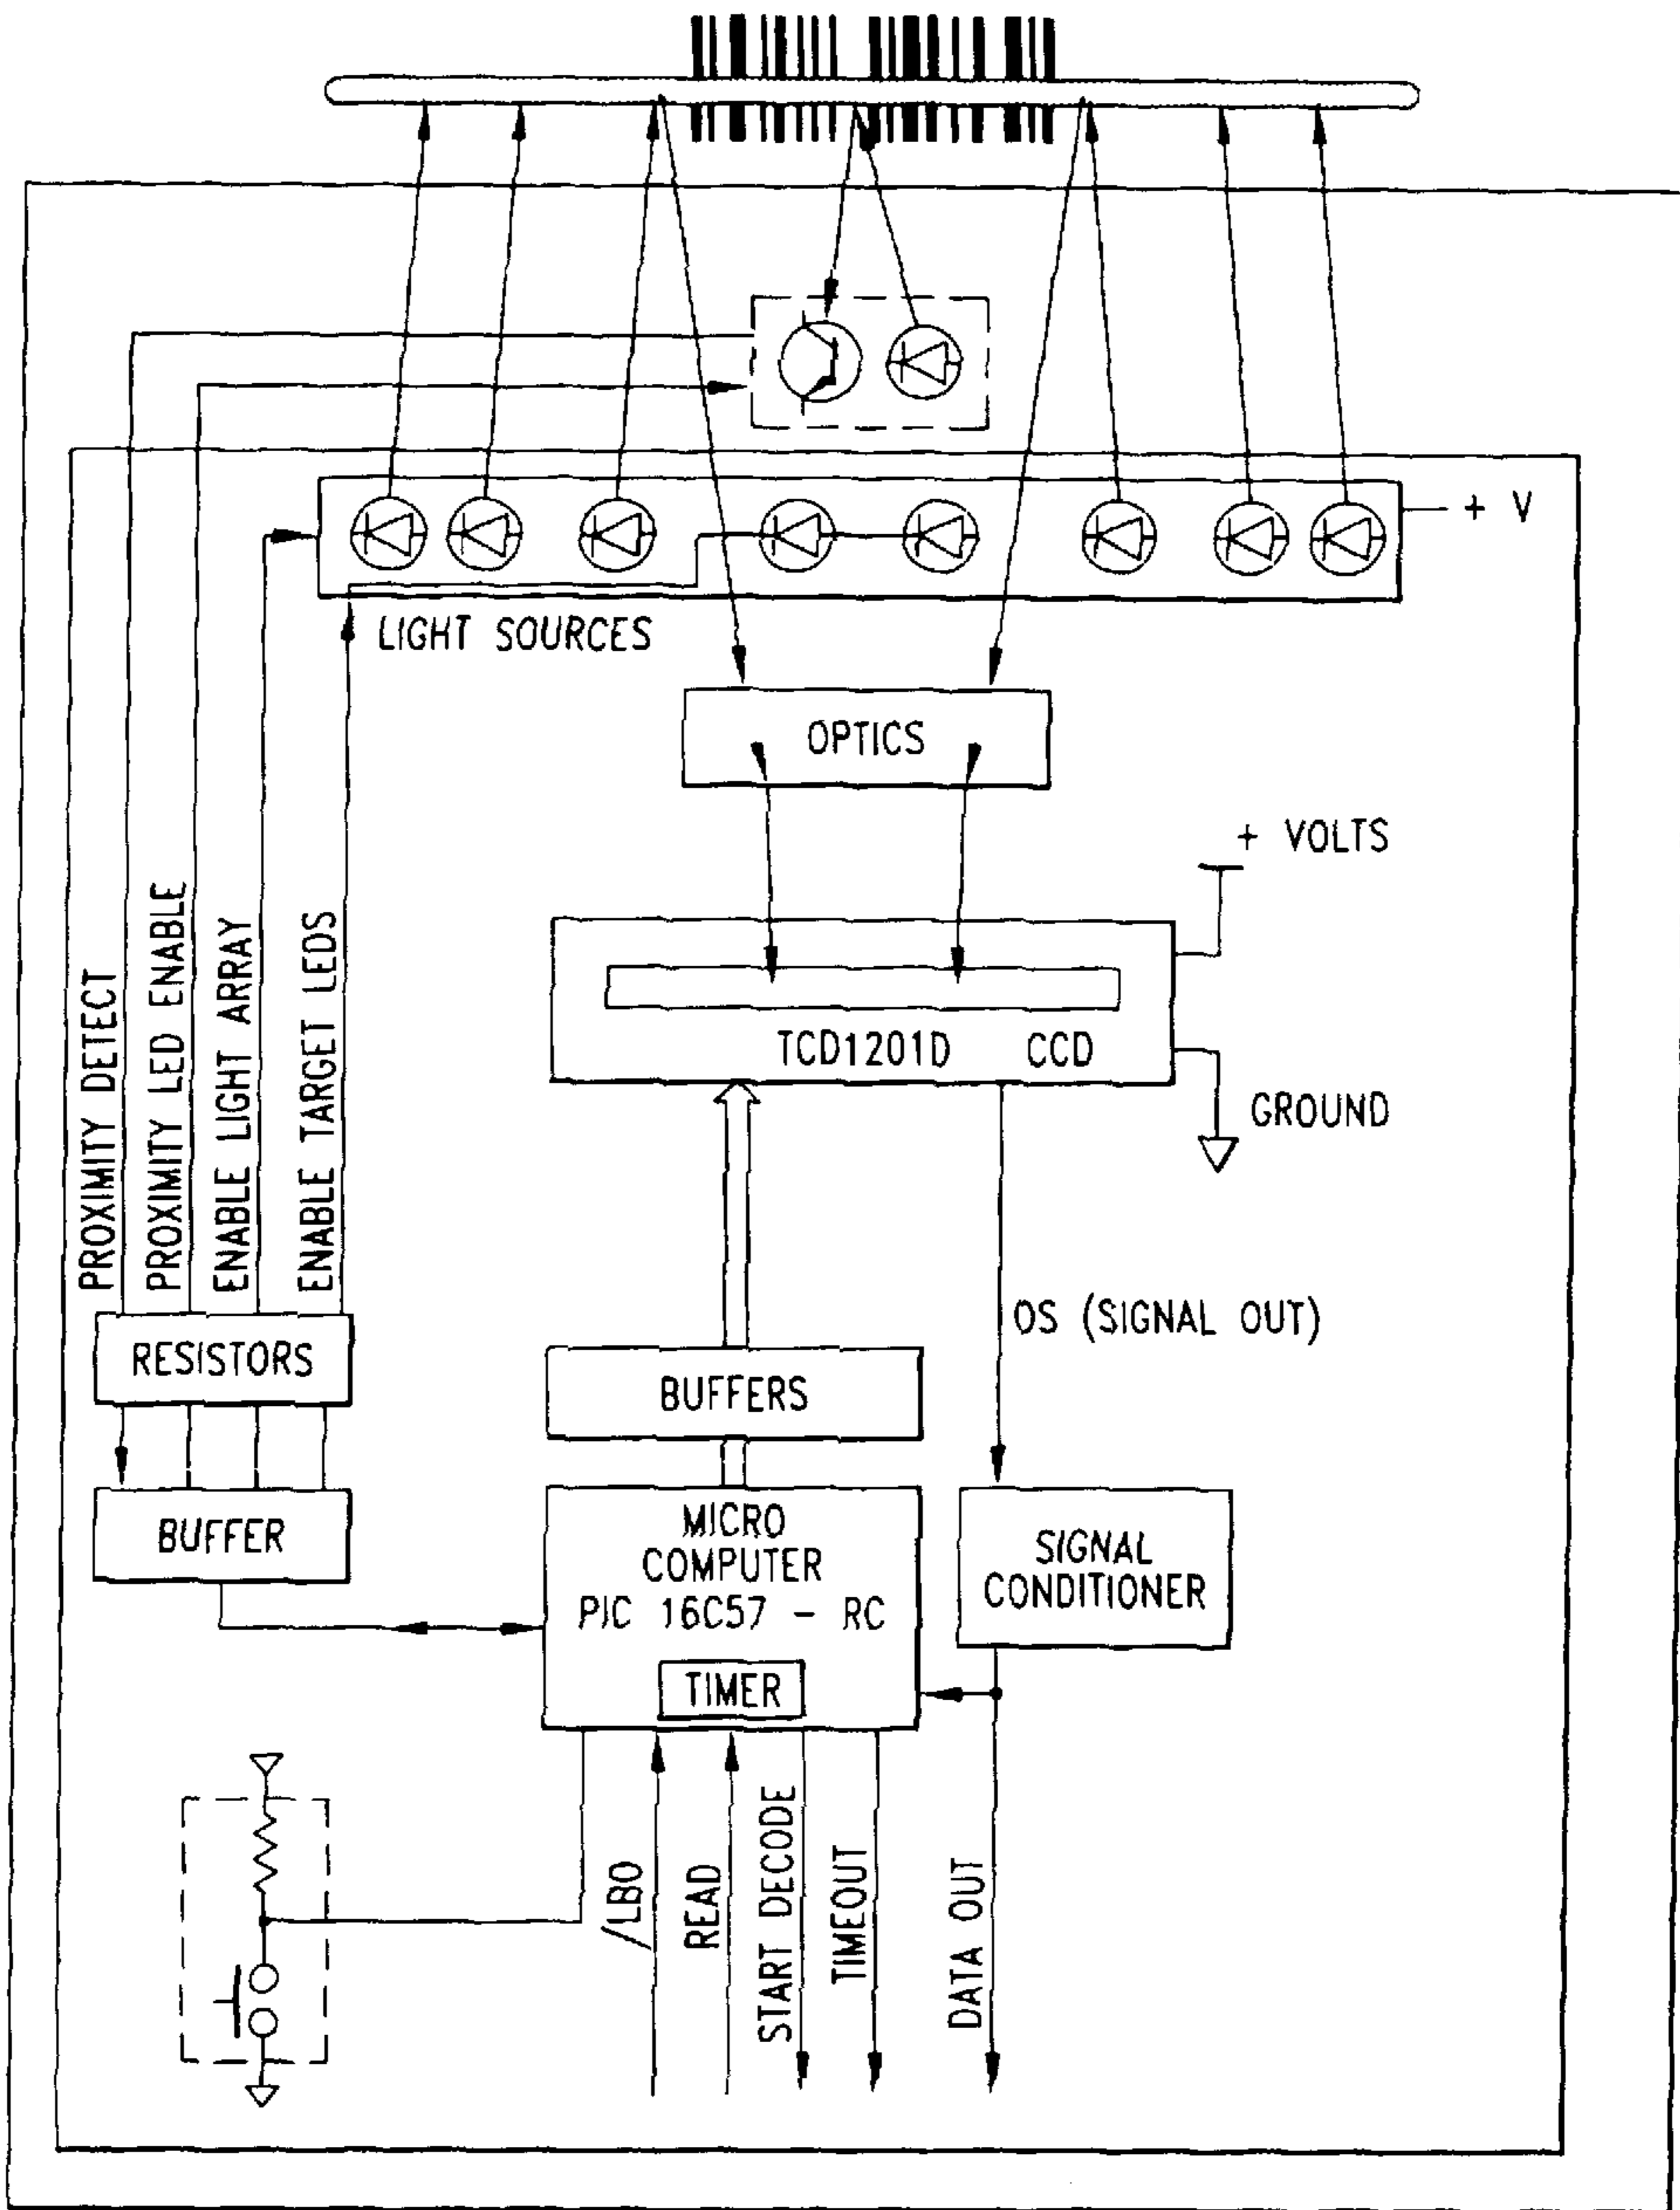 + V
LIGHT SOURCES
OPTICS
+ VOLTS
PROXIMITY DETECT
PROXIMITY LED ENABLE
ENABLE LIGHT ARRAY
ENABLE TARGET LEDS
TCD1201D CCD
GROUND
OS (SIGNAL OUT)
RESISTORS
BUFFERS
BUFFER
MICRO
COMPUTER
PIC 16C57 - RC
TIMER
SIGNAL
CONDITIONER
/LBO
READ
START DECODE
TIMEOUT
DATA OUT